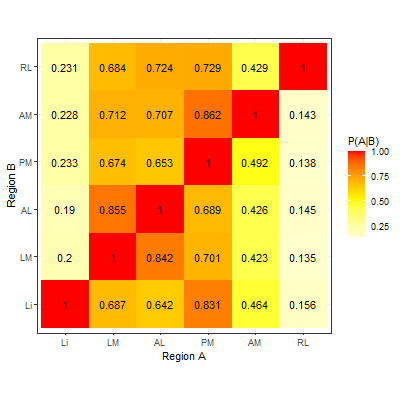 RL 0.231 0.684 0.724 0.729 0.429 1
AM 0.228 0.712 0.707 0.862 1 0.143
PM 0.233 0.674 0.653 1 0.492 0.138
AL 0.19 0.855 1 0.689 0.426 0.145
LM 0.2 1 0.842 0.701 0.423 0.135
Li 1 0.687 0.642 0.831 0.464 0.156
Li LM AL PM AM RL
Region A
Region B
P(A|B)
1.00
0.75
0.50
0.25